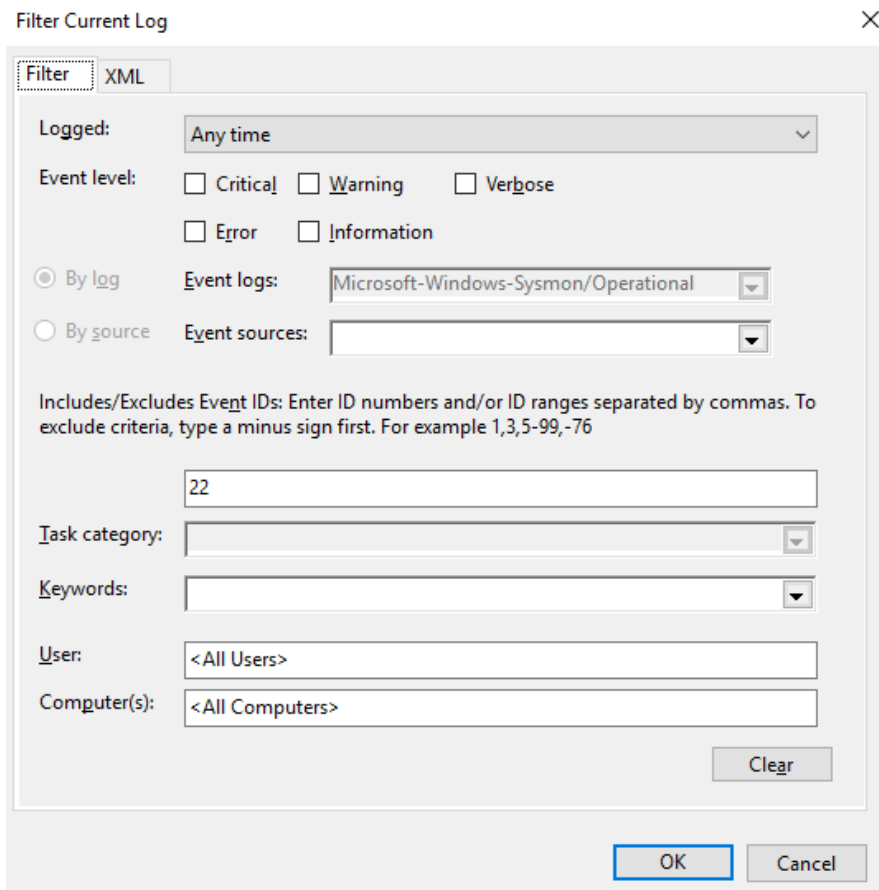 Filter Current Log
Filter XML
Logged: Any time
Event level: Critical Warning Verbose
Error Information
By log Event logs: Microsoft-Windows-Sysmon/Operational
By source Event sources:
Includes/Excludes Event IDs: Enter ID numbers and/or ID ranges separated by commas. To
exclude criteria, type a minus sign first. For example 1,3,5-99,-76
22
Task category:
Keywords:
User: <All Users>
Computer(s): <All Computers>
Clear
OK Cancel